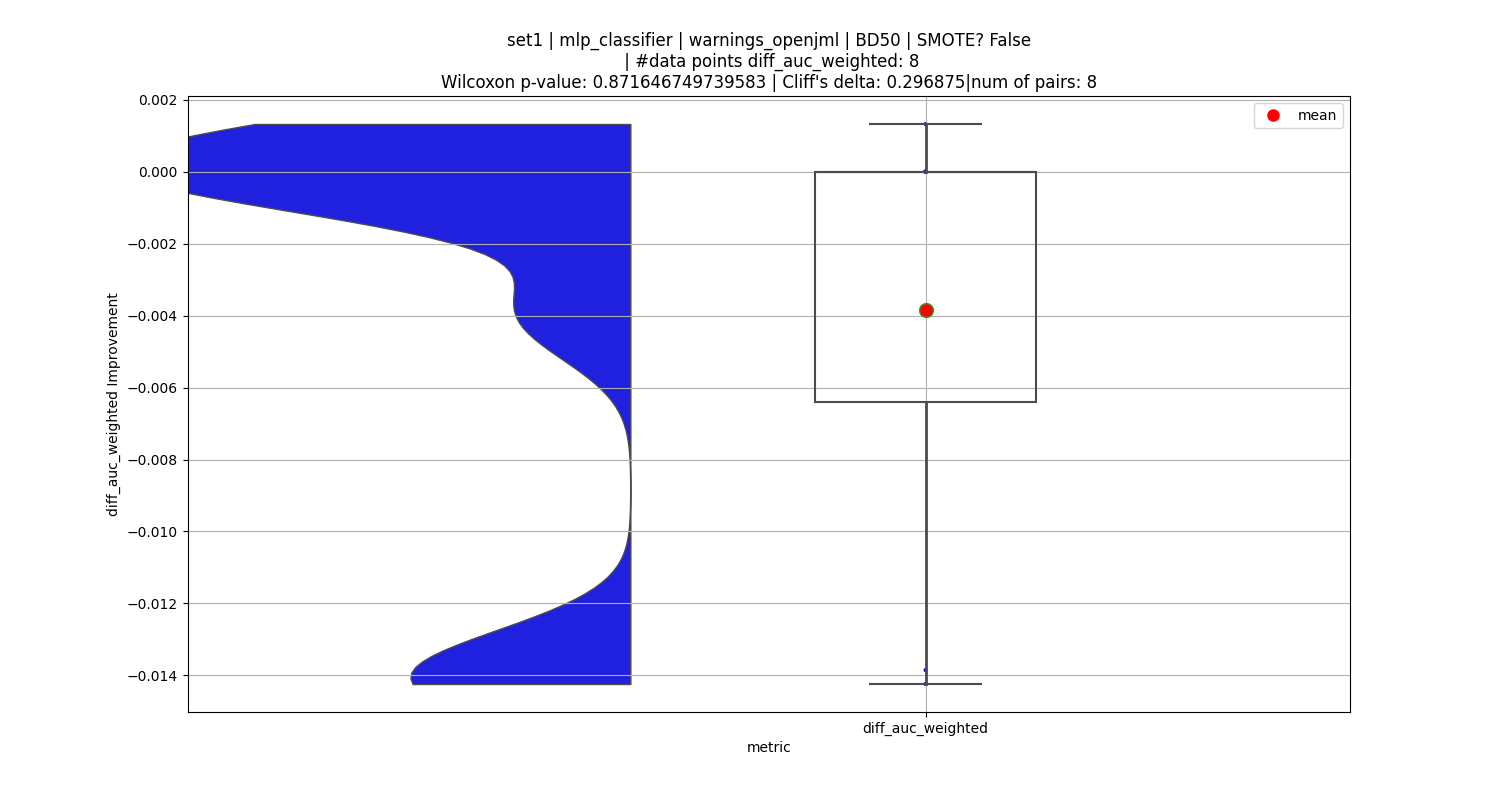 set1 | mlp_classifier | warnings_openjml | BD50 | SMOTE? False
| #data points diff_auc_weighted: 8
Wilcoxon p-value: 0.871646749739583 | Cliff's delta: 0.296875|num of pairs: 8
mean
0.002
0.000
−0.002
−0.004
−0.006
−0.008
−0.010
−0.012
−0.014
diff_auc_weighted Improvement
diff_auc_weighted
metric